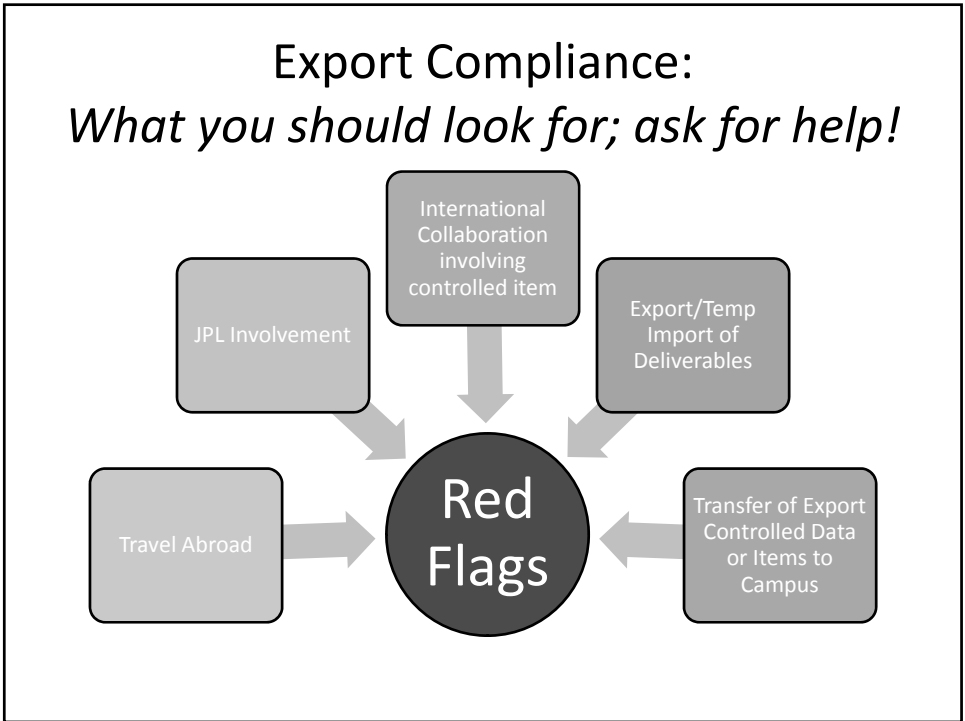 Export Compliance:
What you should look for; ask for help!
International
Collaboration
involving
controlled item
JPL Involvement
Export/Temp
Import of
Deliverables
Travel Abroad
Red
Flags
Transfer of Export
Controlled Data
or Items to
Campus